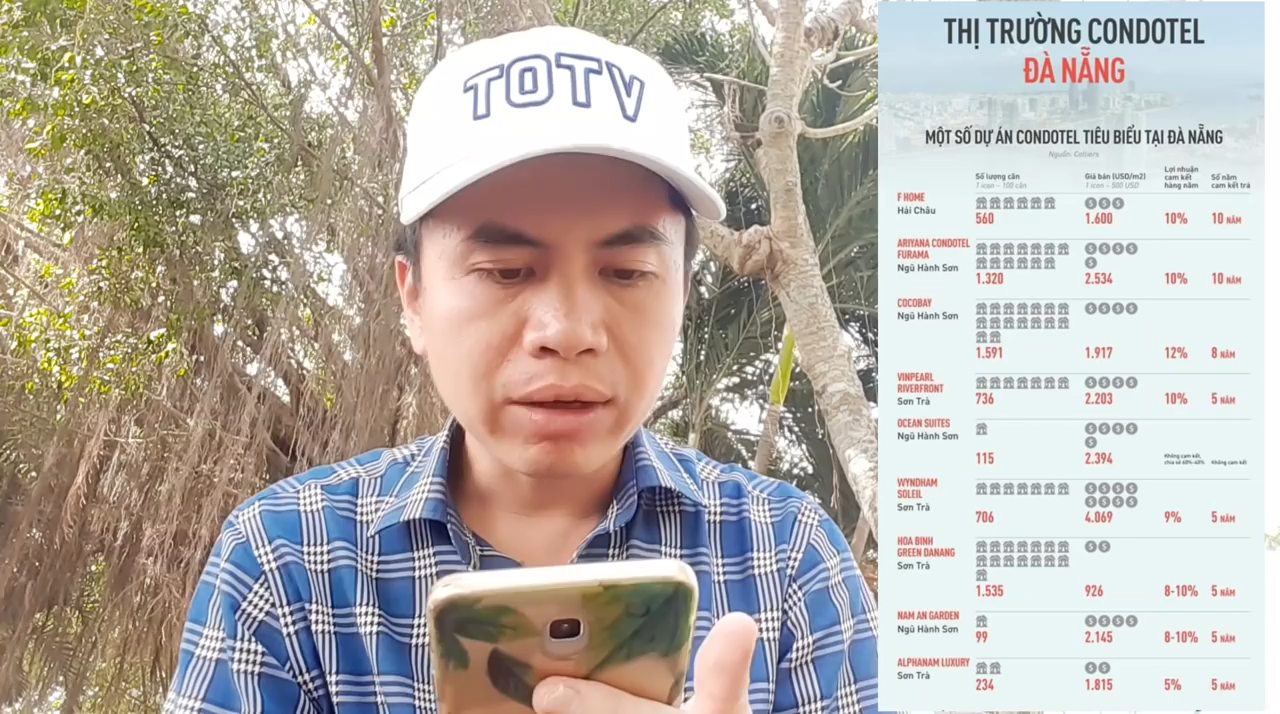 TOTV
THỊ TRƯỜNG CONDOTEL
ĐÀ NẴNG
MỘT SỐ DỰ ÁN CONDOTEL TIÊU BIỂU TẠI ĐÀ NẴNG
Nguồn: Colliers
Số lượng căn
1 icon ~ 100 căn
Giá bán (USD/m2)
1 icon ~ 500 USD
Lợi nhuận
cam kết
hàng năm
Số năm
cam kết trả
F HOME
Hải Châu
560 1.600 10% 10 NĂM
ARIYANA CONDOTEL
FURAMA
Ngũ Hành Sơn
1.320 2.534 10% 10 NĂM
COCOBAY
Ngũ Hành Sơn
1.591 1.917 12% 8 NĂM
VINPEARL
RIVERFRONT
Sơn Trà
736 2.203 10% 5 NĂM
OCEAN SUITES
Ngũ Hành Sơn
115 2.394
Không cam kết,
chia sẻ 60%-40% Không cam kết
WYNDHAM
SOLEIL
Sơn Trà
706 4.069 9% 5 NĂM
HOA BINH
GREEN DANANG
Sơn Trà
1.535 926 8-10% 5 NĂM
NAM AN GARDEN
Ngũ Hành Sơn
99 2.145 8-10% 5 NĂM
ALPHANAM LUXURY
Sơn Trà
234 1.815 5% 5 NĂM